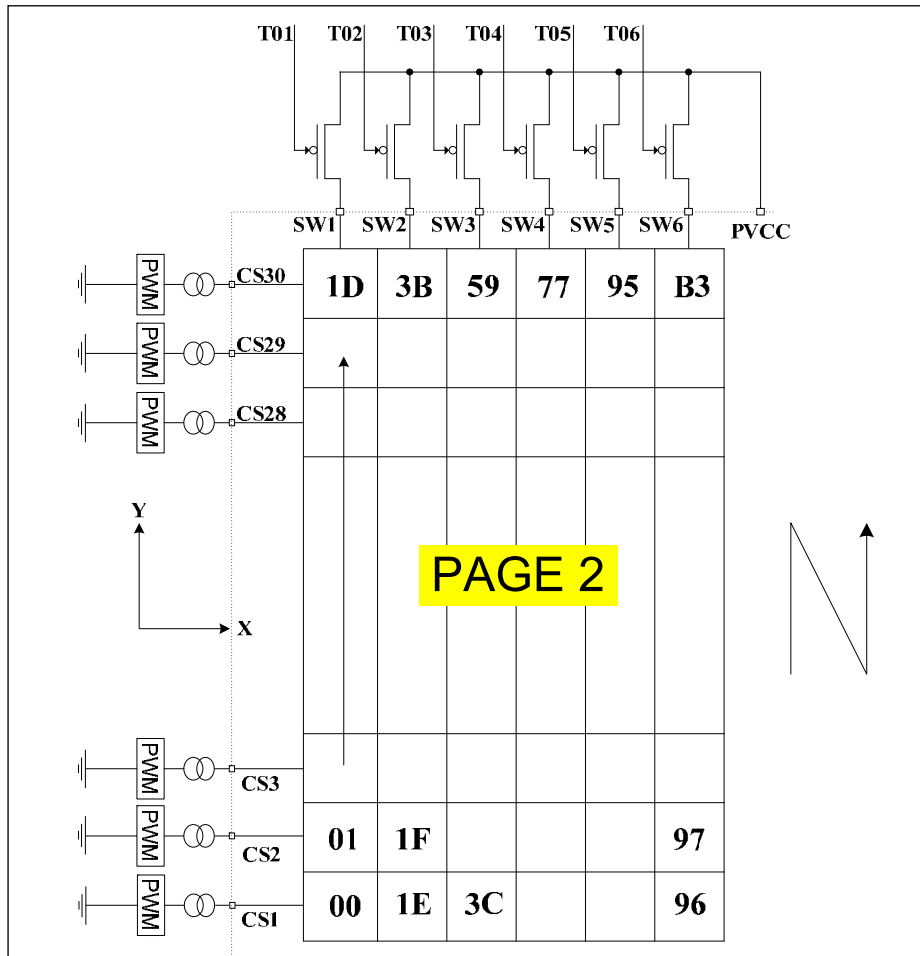 T01 T02 T03 T04 T05 T06
SW1 SW2 SW3 SW4 SW5 SW6 PVCC
PWM CS30 1D 3B 59 77 95 B3
PWM CS29
PWM CS28
Y
PAGE 2
X
PWM CS3
PWM CS2 01 1F 97
PWM CS1 00 1E 3C 96